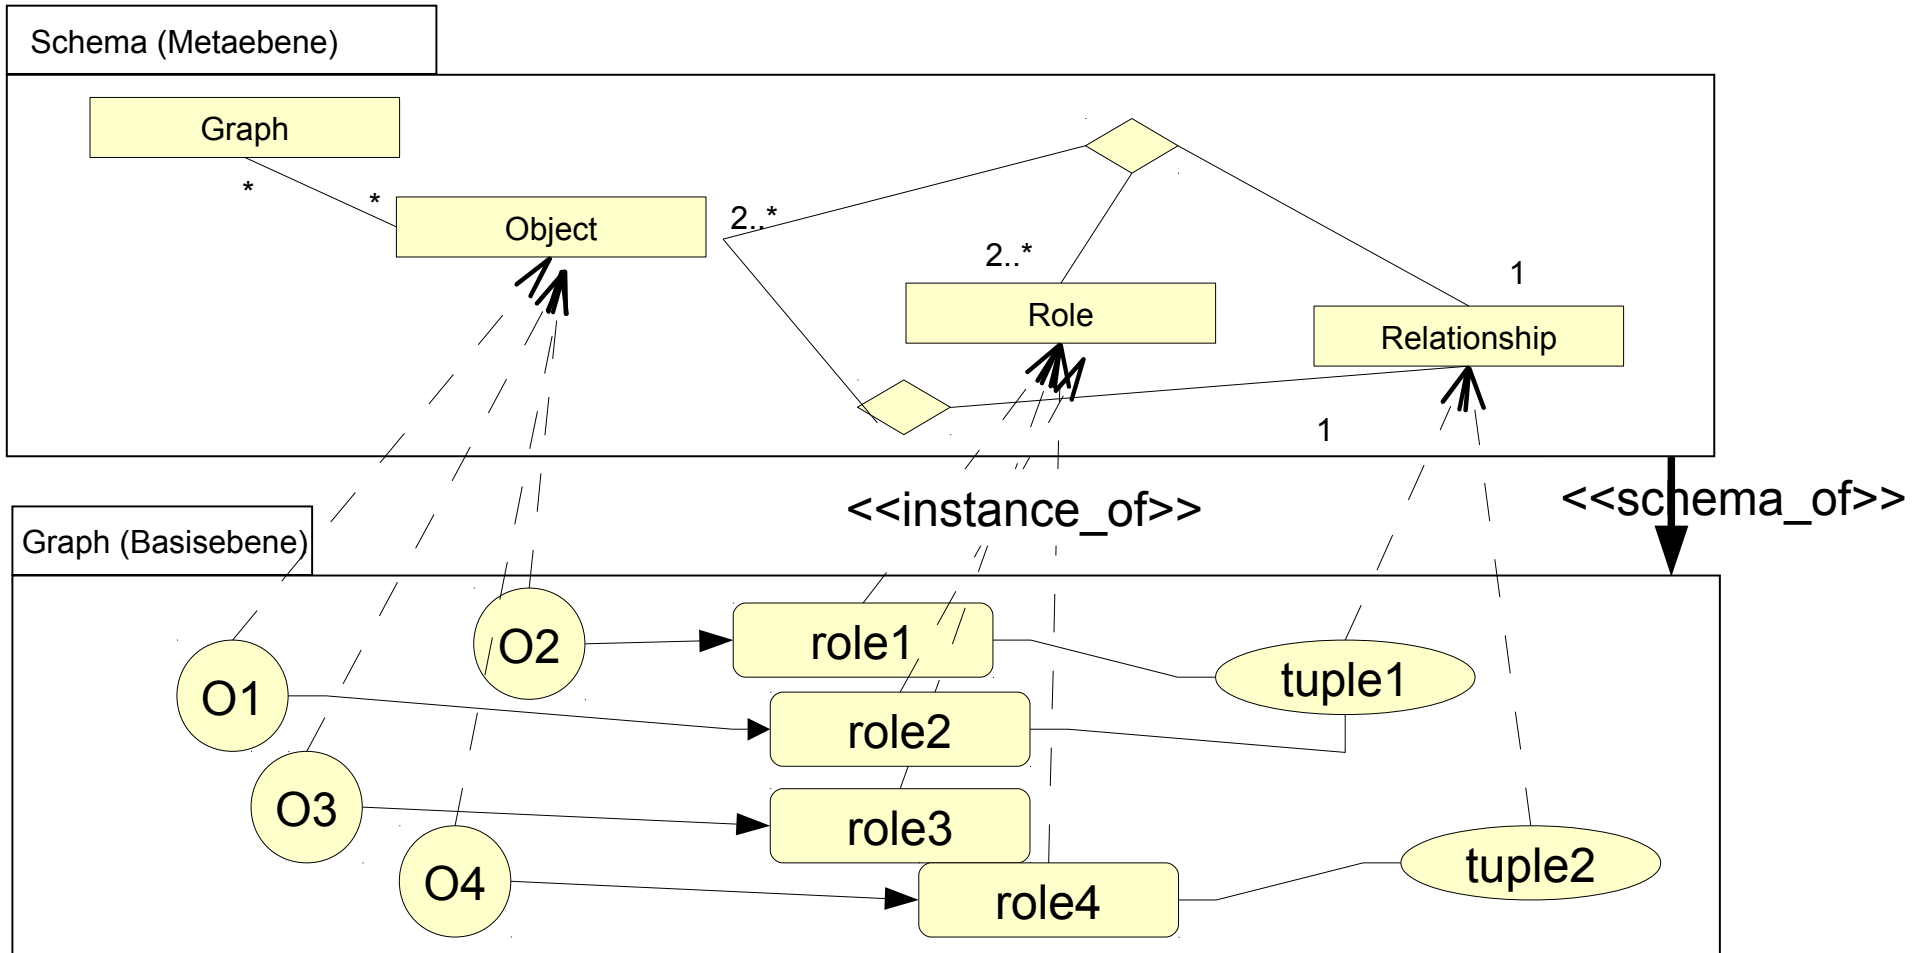 Schema (Metaebene)
Graph
*
*
Object
2..*
2..*
1
Role
Relationship
1
<<instance_of>>
<<schema_of>>
Graph (Basisebene)
O2
role1
O1
tuple1
role2
O3
role3
O4
tuple2
role4